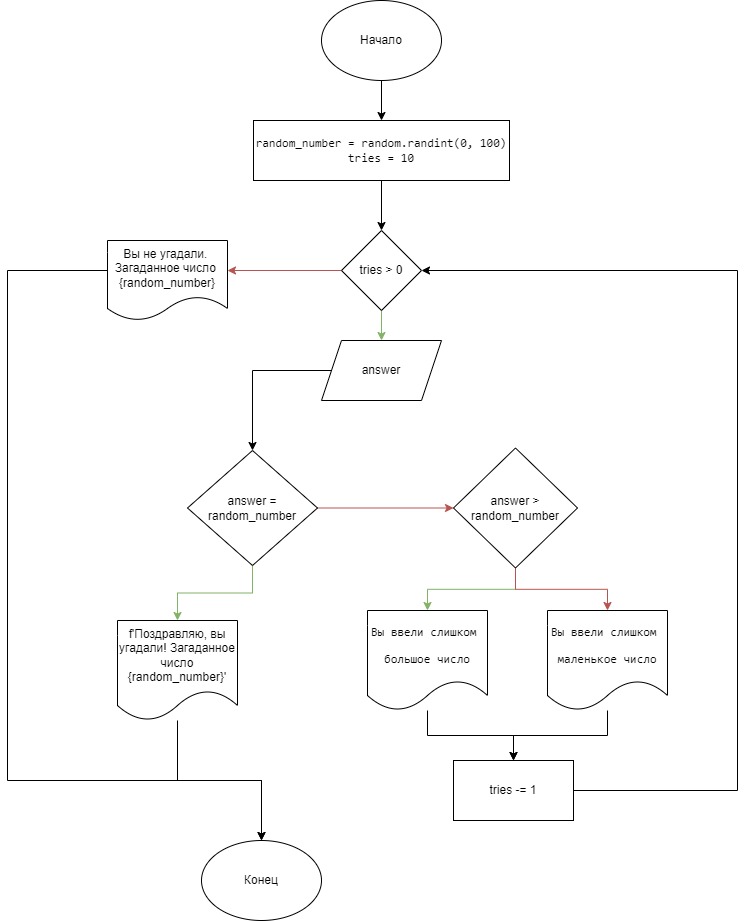 Начало
random_number = random.randint(0, 100)
tries = 10
Вы не угадали.
Загаданное число
{random_number}
tries > 0
answer
answer =
random_number
answer >
random_number
f'Поздравляю, вы
угадали! Загаданное
число
{random_number}'
Вы ввели слишком
большое число
Вы ввели слишком
маленькое число
tries -= 1
Конец